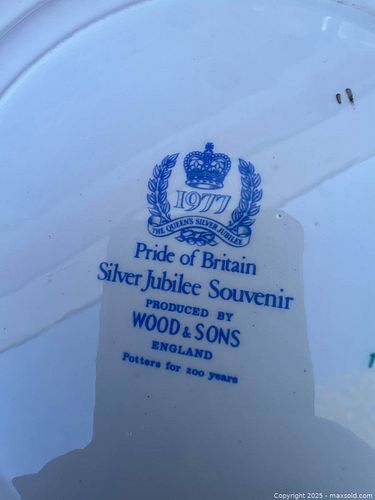 1977
THE QUEEN'S SILVER JUBILEE
Pride of Britain
Silver Jubilee Souvenir
PRODUCED BY
WOOD & SONS
ENGLAND
Potters for 200 years
Copyright 2025 - maxsold.com